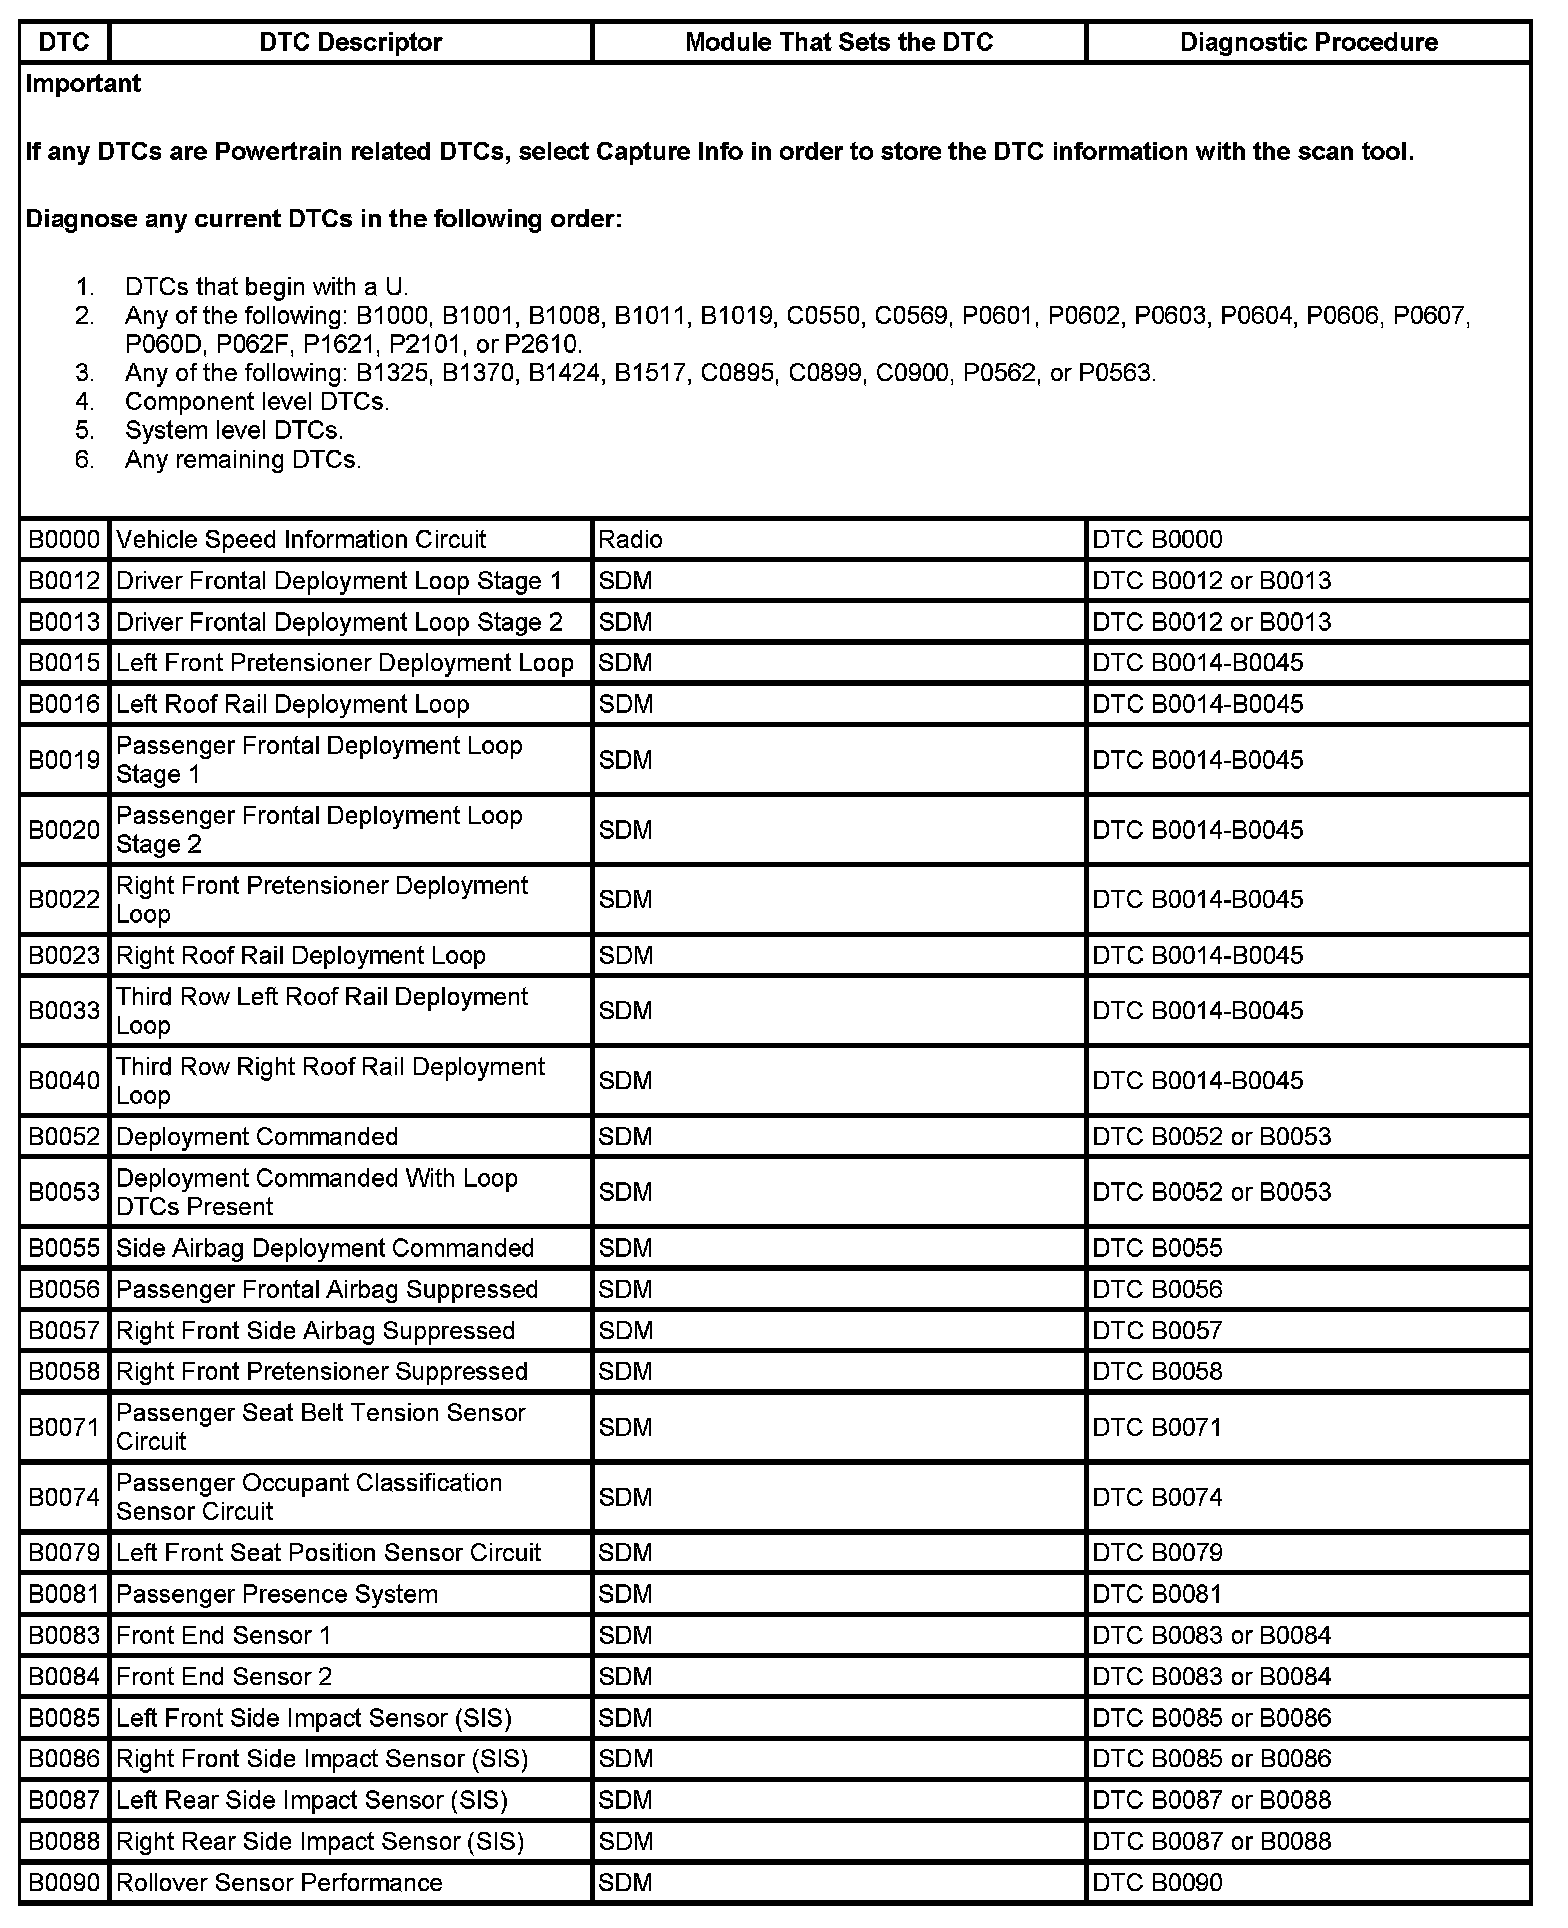 DTC DTC Descriptor Module That Sets the DTC Diagnostic Procedure
Important
If any DTCs are Powertrain related DTCs, select Capture Info in order to store the DTC information with the scan tool.
Diagnose any current DTCs in the following order:
1. DTCs that begin with a U.
2. Any of the following: B1000, B1001, B1008, B1011, B1019, C0550, C0569, P0601, P0602, P0603, P0604, P0606, P0607,
P060D, P062F, P1621, P2101, or P2610.
3. Any of the following: B1325, B1370, B1424, B1517, C0895, C0899, C0900, P0562, or P0563.
4. Component level DTCs.
5. System level DTCs.
6. Any remaining DTCs.
B0000 Vehicle Speed Information Circuit Radio DTC B0000
B0012 Driver Frontal Deployment Loop Stage 1 SDM DTC B0012 or B0013
B0013 Driver Frontal Deployment Loop Stage 2 SDM DTC B0012 or B0013
B0015 Left Front Pretensioner Deployment Loop SDM DTC B0014-B0045
B0016 Left Roof Rail Deployment Loop SDM DTC B0014-B0045
B0019 Passenger Frontal Deployment Loop
Stage 1 SDM DTC B0014-B0045
B0020 Passenger Frontal Deployment Loop
Stage 2 SDM DTC B0014-B0045
B0022 Right Front Pretensioner Deployment
Loop SDM DTC B0014-B0045
B0023 Right Roof Rail Deployment Loop SDM DTC B0014-B0045
B0033 Third Row Left Roof Rail Deployment
Loop SDM DTC B0014-B0045
B0040 Third Row Right Roof Rail Deployment
Loop SDM DTC B0014-B0045
B0052 Deployment Commanded SDM DTC B0052 or B0053
B0053 Deployment Commanded With Loop
DTCs Present SDM DTC B0052 or B0053
B0055 Side Airbag Deployment Commanded SDM DTC B0055
B0056 Passenger Frontal Airbag Suppressed SDM DTC B0056
B0057 Right Front Side Airbag Suppressed SDM DTC B0057
B0058 Right Front Pretensioner Suppressed SDM DTC B0058
B0071 Passenger Seat Belt Tension Sensor
Circuit SDM DTC B0071
B0074 Passenger Occupant Classification
Sensor Circuit SDM DTC B0074
B0079 Left Front Seat Position Sensor Circuit SDM DTC B0079
B0081 Passenger Presence System SDM DTC B0081
B0083 Front End Sensor 1 SDM DTC B0083 or B0084
B0084 Front End Sensor 2 SDM DTC B0083 or B0084
B0085 Left Front Side Impact Sensor (SIS) SDM DTC B0085 or B0086
B0086 Right Front Side Impact Sensor (SIS) SDM DTC B0085 or B0086
B0087 Left Rear Side Impact Sensor (SIS) SDM DTC B0087 or B0088
B0088 Right Rear Side Impact Sensor (SIS) SDM DTC B0087 or B0088
B0090 Rollover Sensor Performance SDM DTC B0090